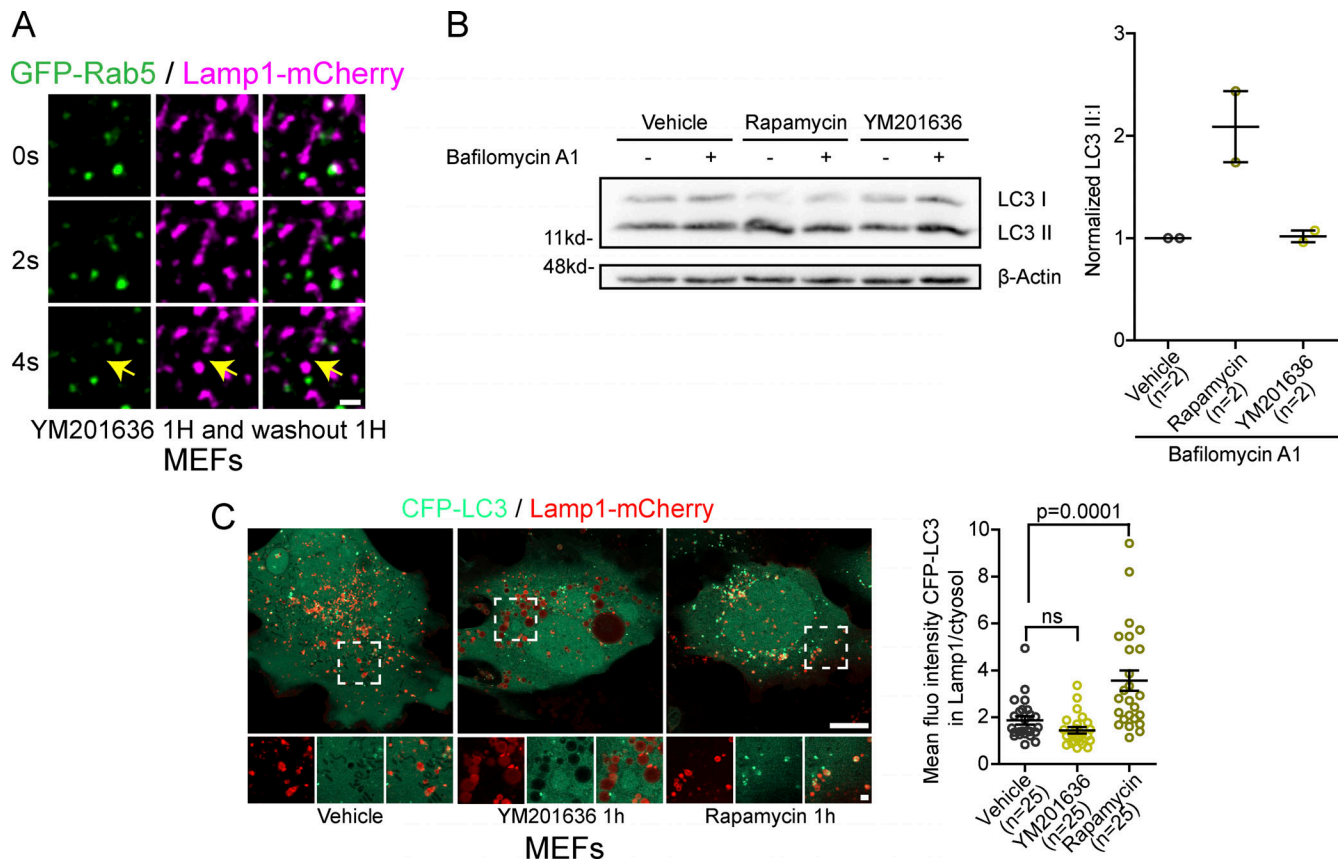 A
GFP-Rab5 / Lamp1-mCherry
0s
2s
4s
YM201636 1H and washout 1H
MEFs
B
Vehicle Rapamycin YM201636
Bafilomycin A1 - + - + - +
LC3 I
LC3 II
11kd-
48kd-
β-Actin
Normalized LC3 II:I
3
2
1
0
Vehicle
(n=2)
Rapamycin
(n=2)
YM201636
(n=2)
Bafilomycin A1
C
CFP-LC3 / Lamp1-mCherry
Vehicle YM201636 1h Rapamycin 1h
MEFs
Mean fluo intensity CFP-LC3
in Lamp1/ctyosol
p=0.0001
ns
10
8
6
4
2
0
Vehicle
(n=25)
YM201636
(n=25)
Rapamycin
(n=25)